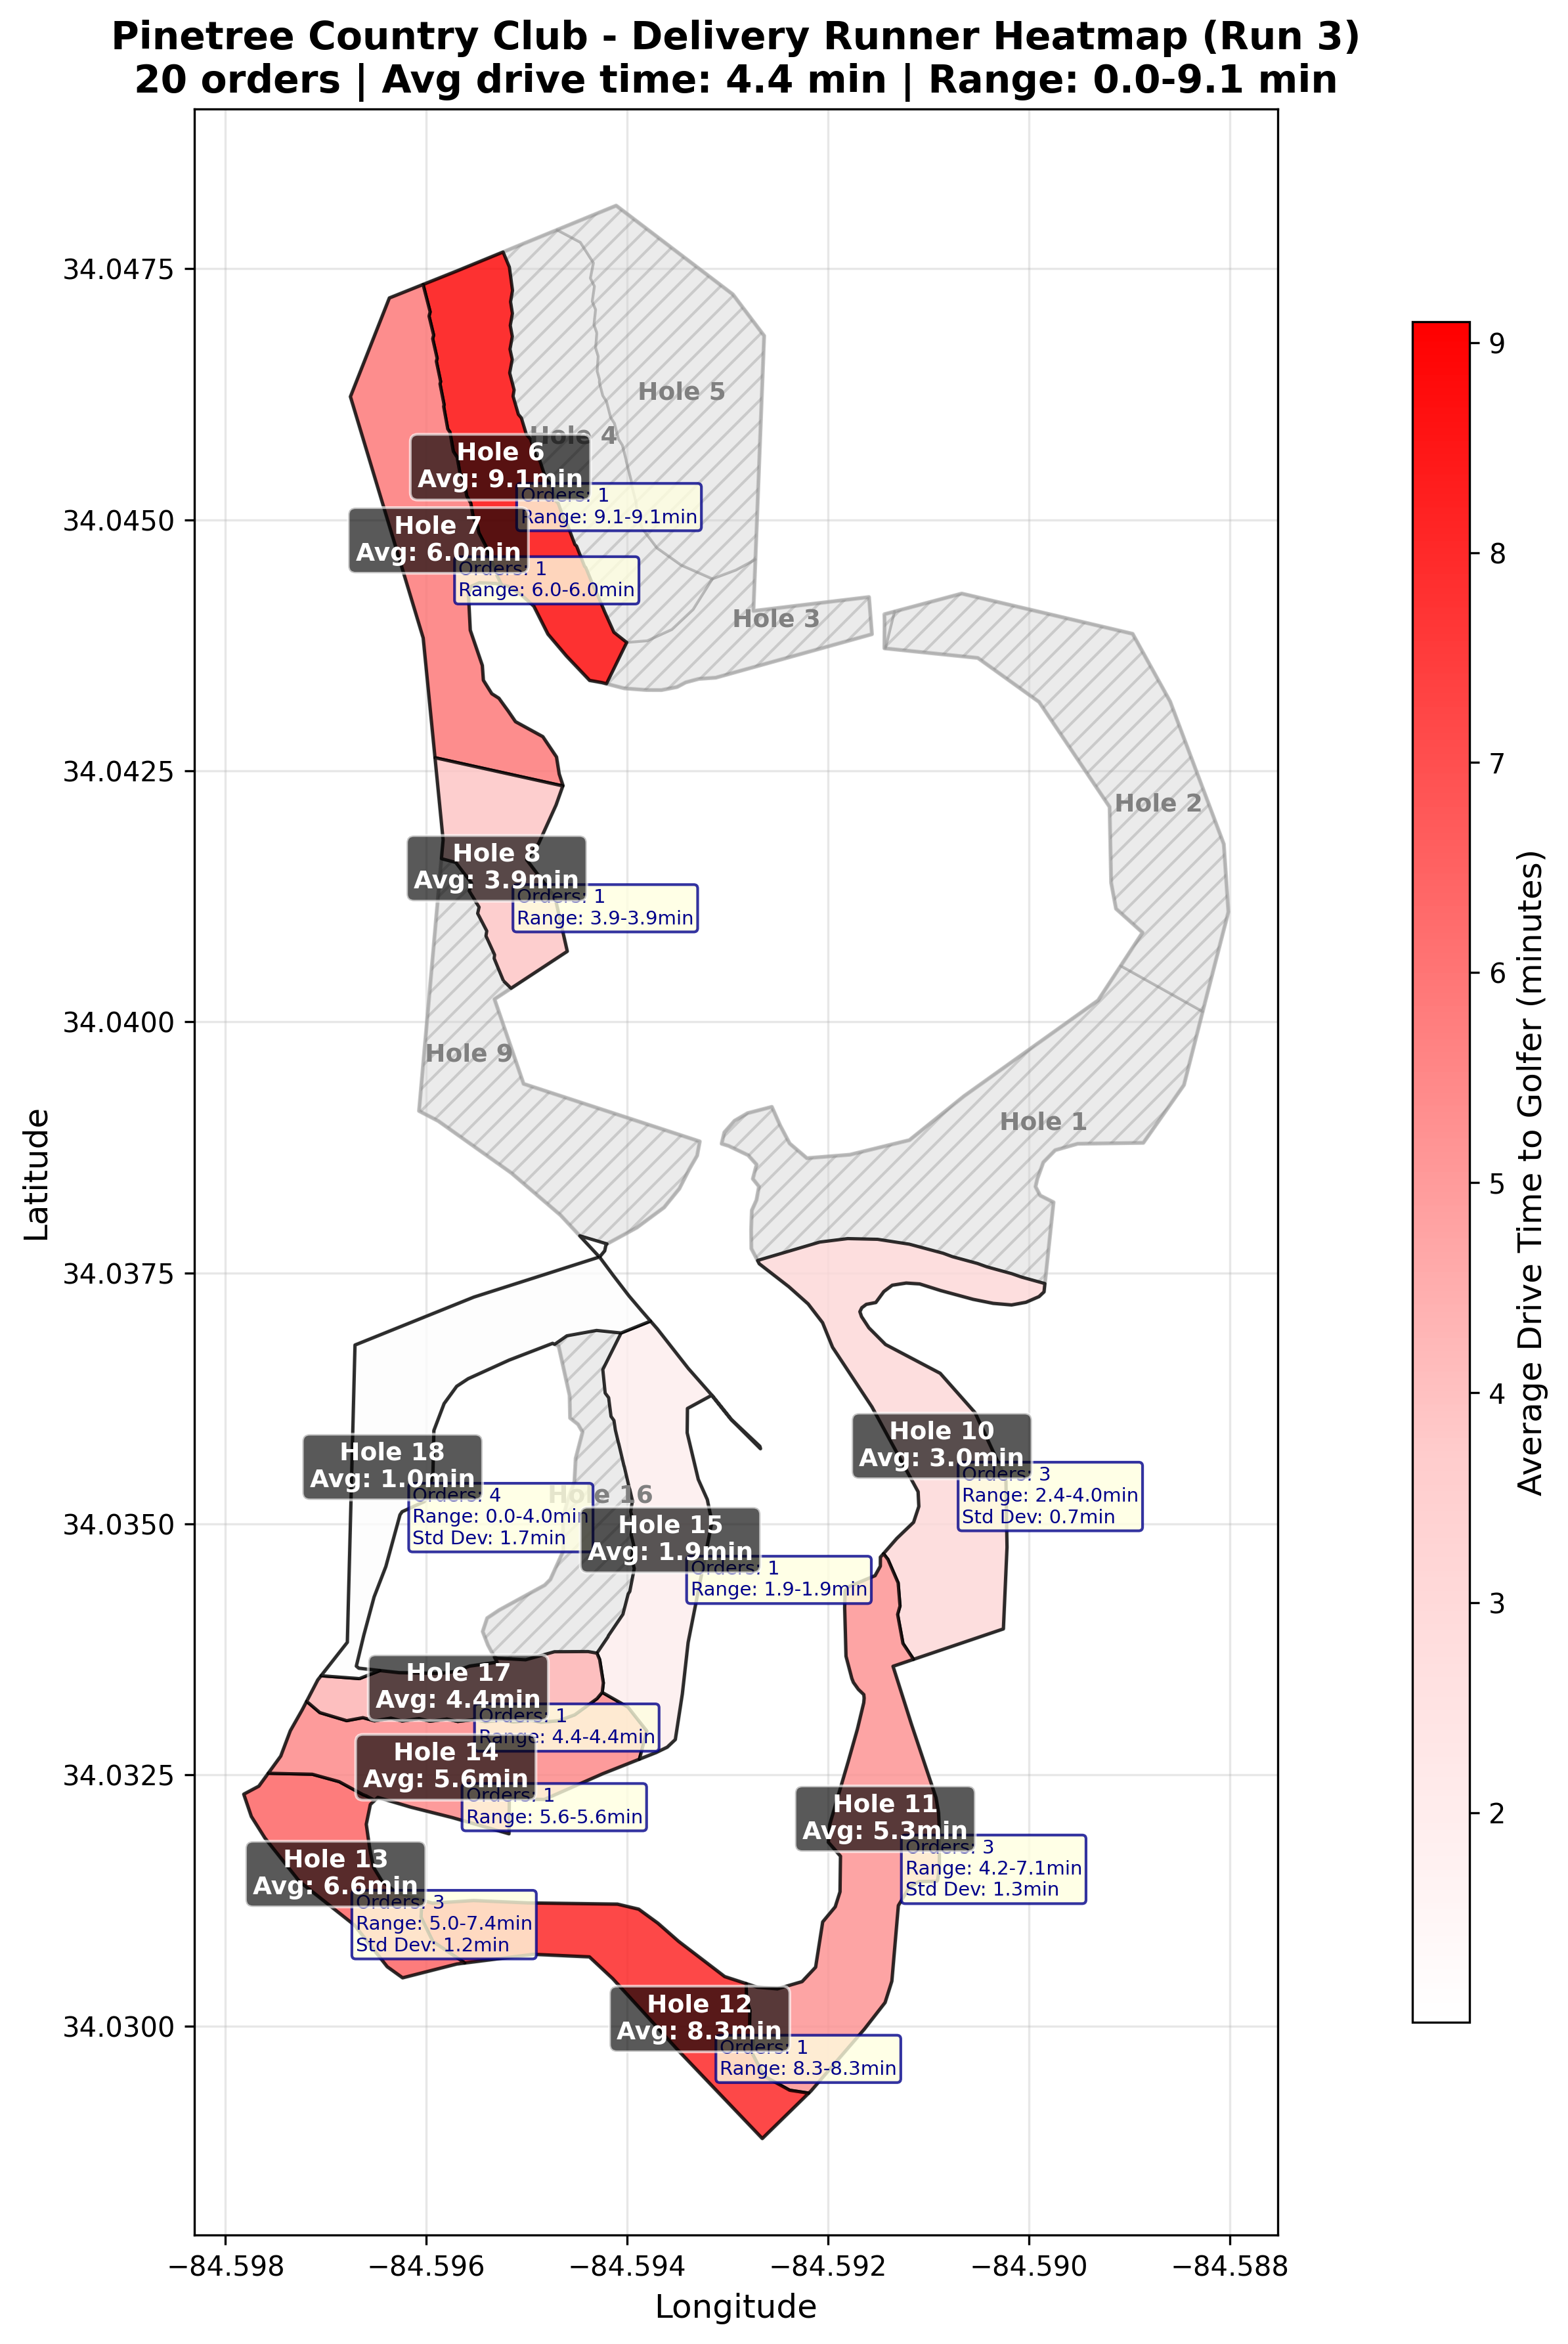 Pinetree Country Club - Delivery Runner Heatmap (Run 3)
20 orders | Avg drive time: 4.4 min | Range: 0.0-9.1 min
34.0475
34.0450
34.0425
34.0400
34.0375
34.0350
34.0325
34.0300
Latitude
−84.598
−84.596
−84.594
−84.592
−84.590
−84.588
Longitude
Hole 5
Hole 4
Hole 6
Avg: 9.1min
Orders: 1
Range: 9.1-9.1min
Hole 7
Avg: 6.0min
Orders: 1
Range: 6.0-6.0min
Hole 3
Hole 2
Hole 8
Avg: 3.9min
Orders: 1
Range: 3.9-3.9min
Hole 9
Hole 1
Hole 10
Avg: 3.0min
Orders: 3
Range: 2.4-4.0min
Std Dev: 0.7min
Hole 18
Avg: 1.0min
Orders: 4
Range: 0.0-4.0min
Std Dev: 1.7min
Hole 16
Hole 15
Avg: 1.9min
Orders: 1
Range: 1.9-1.9min
Hole 17
Avg: 4.4min
Orders: 1
Range: 4.4-4.4min
Hole 14
Avg: 5.6min
Orders: 1
Range: 5.6-5.6min
Hole 11
Avg: 5.3min
Orders: 3
Range: 4.2-7.1min
Std Dev: 1.3min
Hole 13
Avg: 6.6min
Orders: 3
Range: 5.0-7.4min
Std Dev: 1.2min
Hole 12
Avg: 8.3min
Orders: 1
Range: 8.3-8.3min
9
8
7
6
5
4
3
2
Average Drive Time to Golfer (minutes)